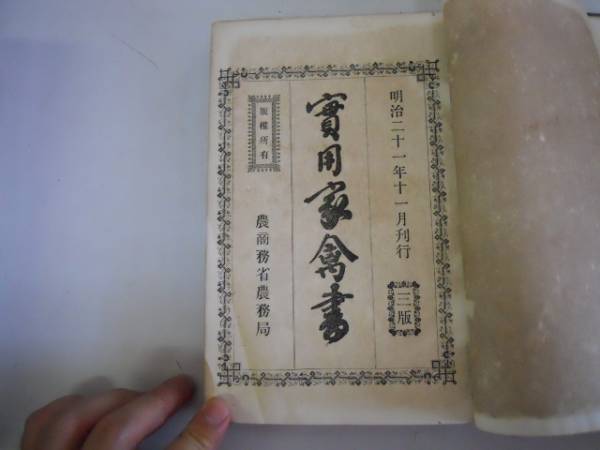 明治二十一年十一月刊行
三版
實用家禽書
版權所有
農商務省農務局